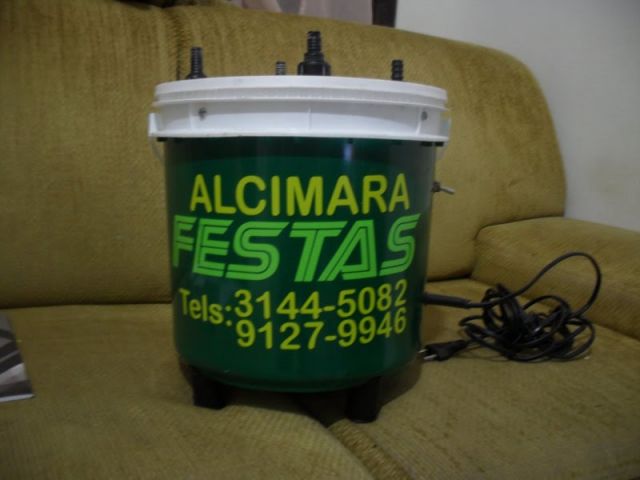 ALCIMARA
FESTAS
Tels: 3144-5082
9127-9946